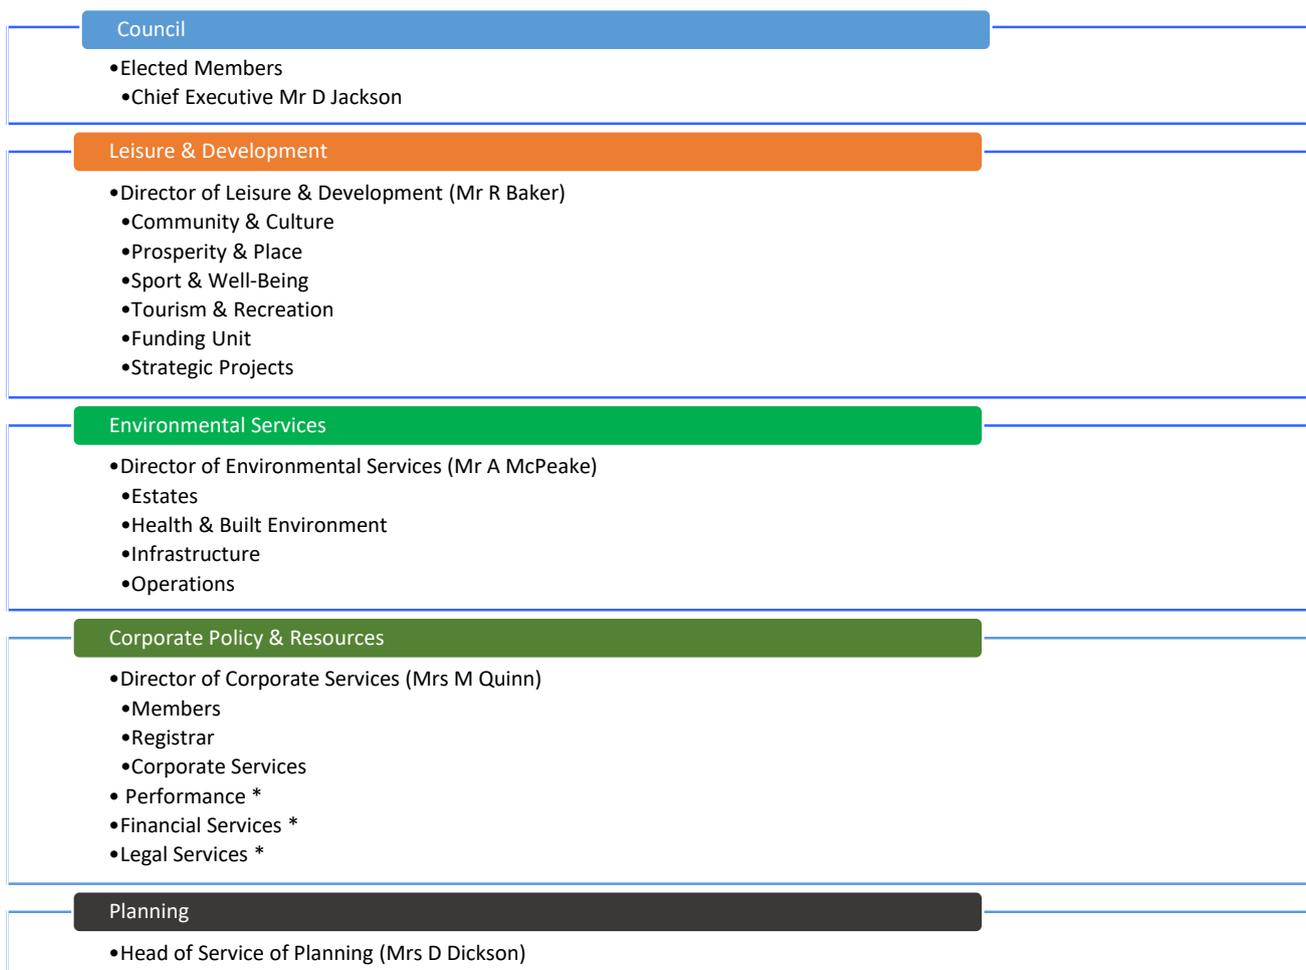 Council
•Elected Members
•Chief Executive Mr D Jackson
Leisure & Development
•Director of Leisure & Development (Mr R Baker)
•Community & Culture
•Prosperity & Place
•Sport & Well-Being
•Tourism & Recreation
•Funding Unit
•Strategic Projects
Environmental Services
•Director of Environmental Services (Mr A McPeake)
•Estates
•Health & Built Environment
•Infrastructure
•Operations
Corporate Policy & Resources
•Director of Corporate Services (Mrs M Quinn)
•Members
•Registrar
•Corporate Services
• Performance *
•Financial Services *
•Legal Services *
Planning
•Head of Service of Planning (Mrs D Dickson)